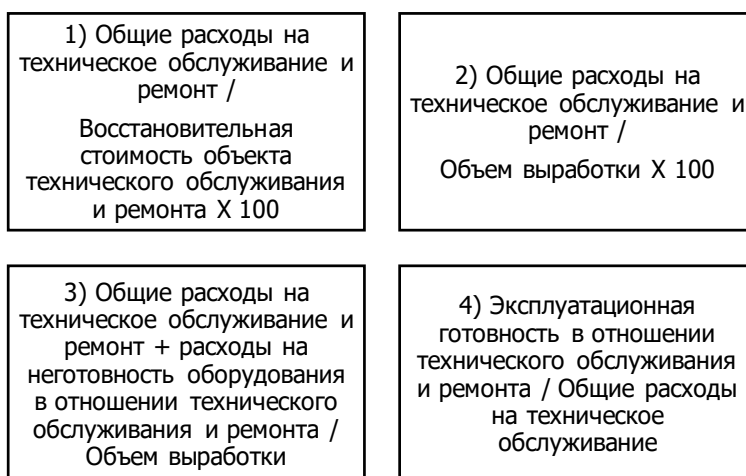 1) Общие расходы на
техническое обслуживание и
ремонт /
Восстановительная
стоимость объекта
технического обслуживания
и ремонта X 100
2) Общие расходы на
техническое обслуживание и
ремонт /
Объем выработки X 100
3) Общие расходы на
техническое обслуживание и
ремонт + расходы на
неготовность оборудования
в отношении технического
обслуживания и ремонта /
Объем выработки
4) Эксплуатационная
готовность в отношении
технического обслуживания
и ремонта / Общие расходы
на техническое
обслуживание